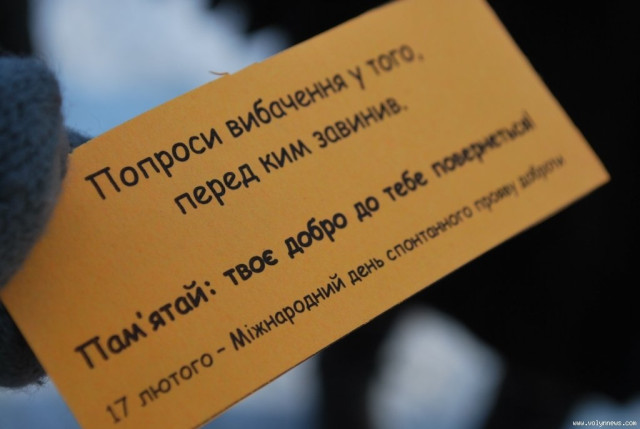 Попроси вибачення у того,
перед ким завинив.
Пам'ятай: твоє добро до тебе повернеться!
17 лютого - Міжнародний день спонтанного прояву доброти
www.volynnews.com